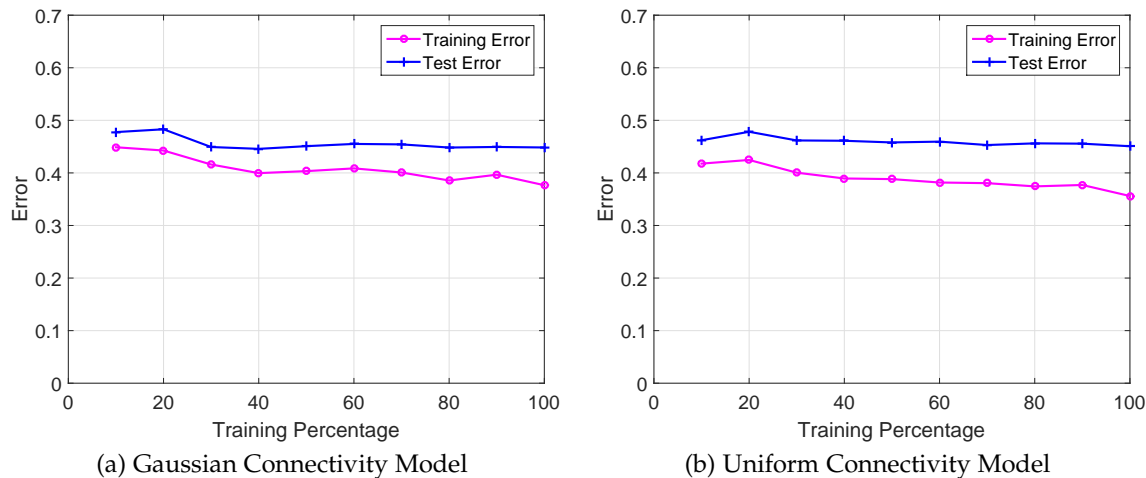 0.7
0.6
0.5
0.4
0.3
0.2
0.1
0
Error
0 20 40 60 80 100
Training Percentage
Training Error
Test Error
(a) Gaussian Connectivity Model
0.7
0.6
0.5
0.4
0.3
0.2
0.1
0
Error
0 20 40 60 80 100
Training Percentage
Training Error
Test Error
(b) Uniform Connectivity Model